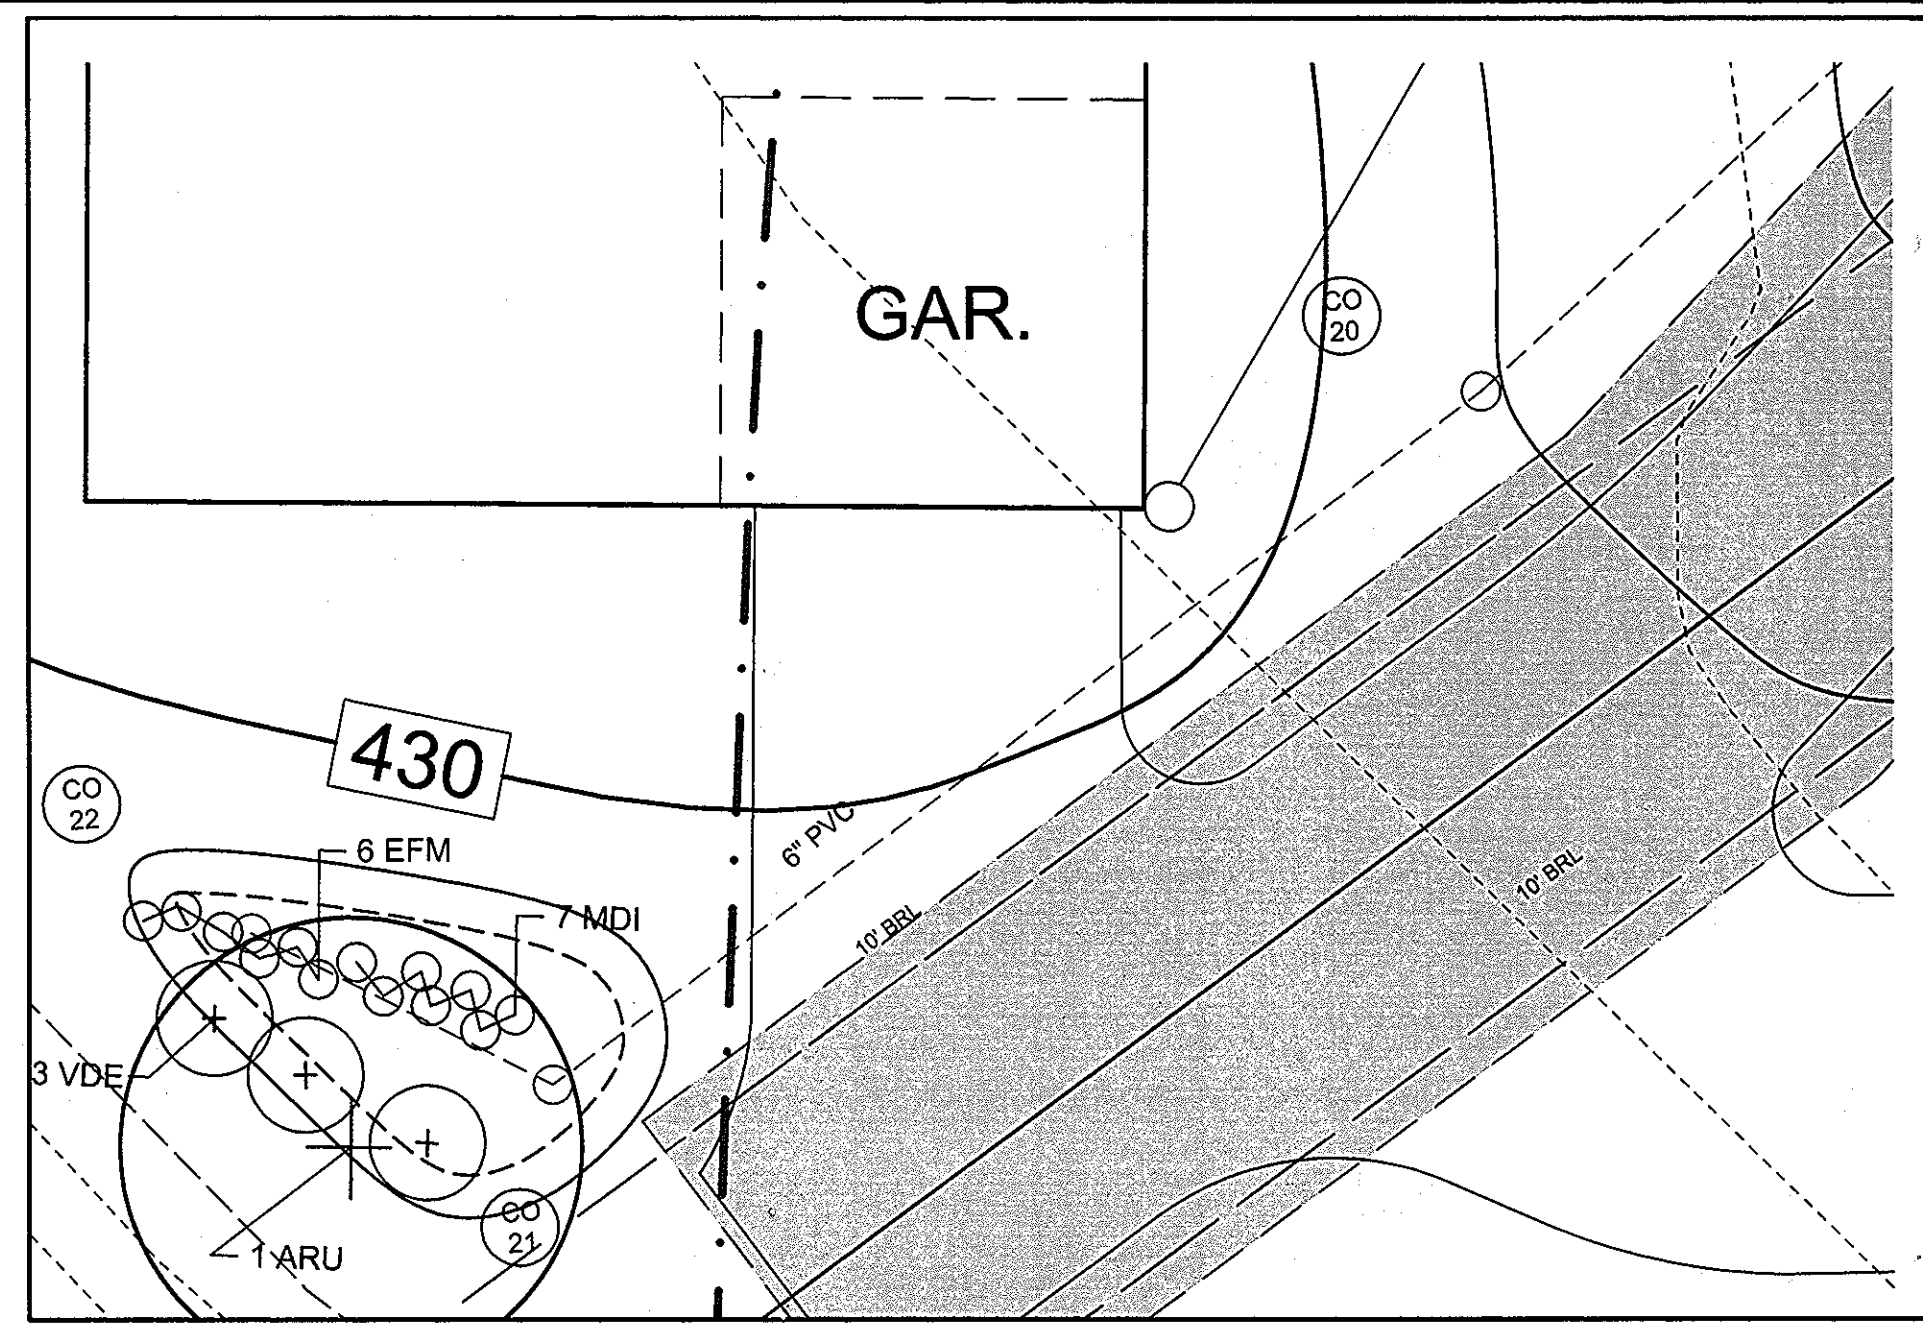 GAR.
CO
20
430
CO
22
6" PVC
6 EFM
10' BRL
10' BRL
7 MDI
3 VDE
CO
21
1 ARU